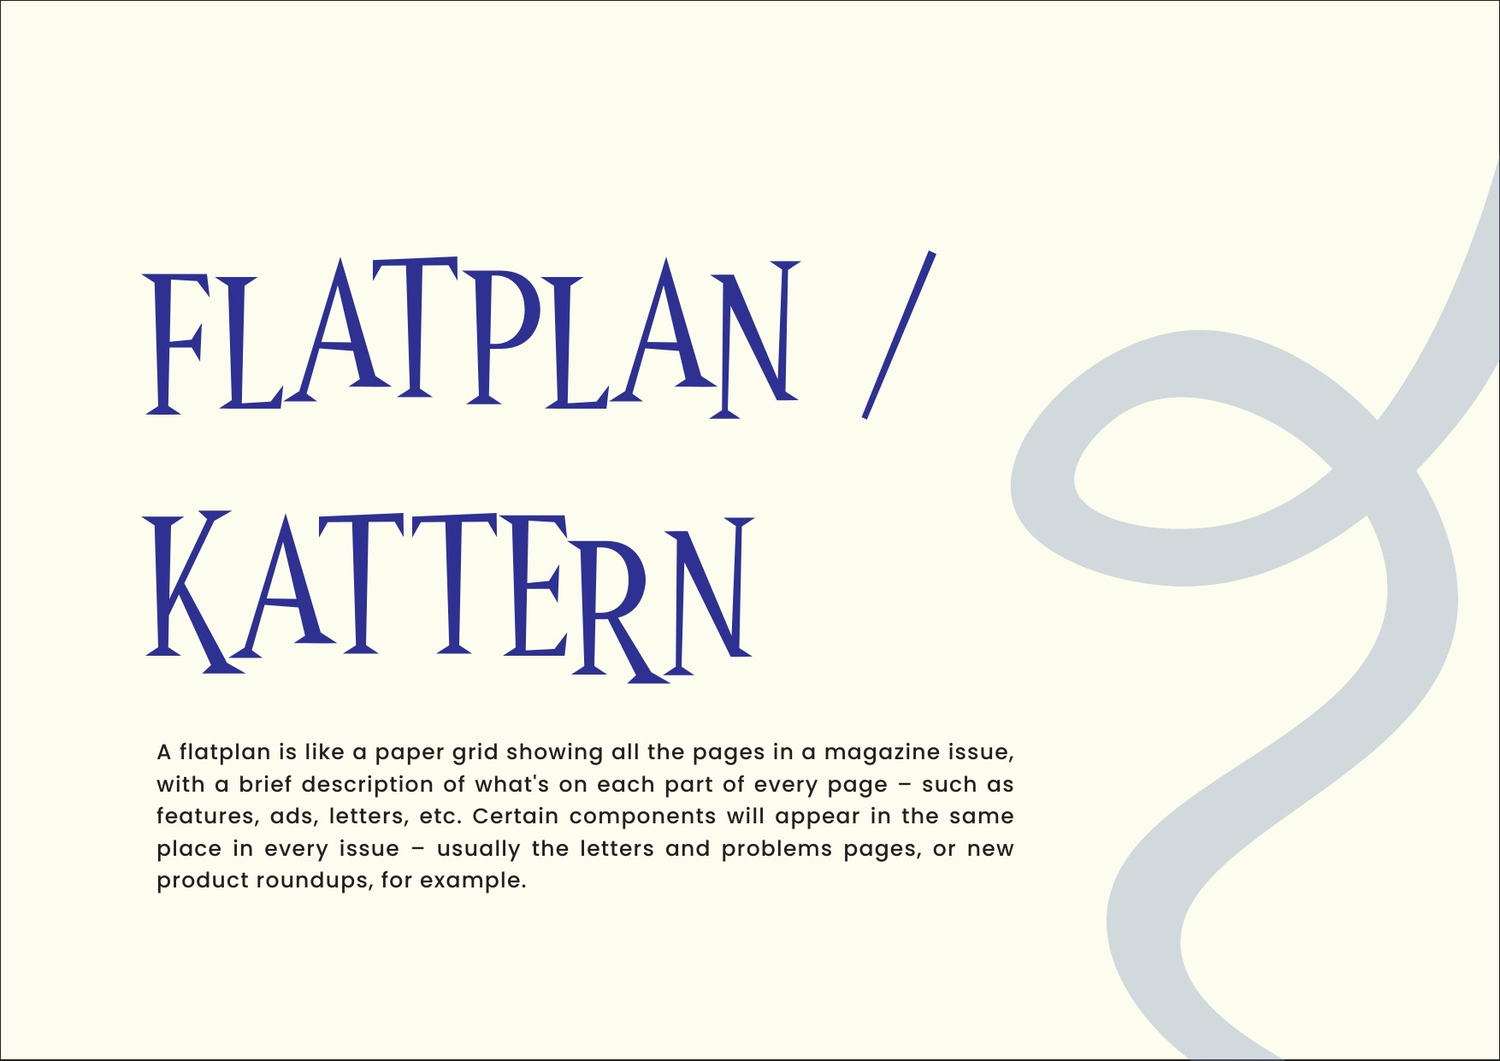 FLATPLAN /
KATTERN
A flatplan is like a paper grid showing all the pages in a magazine issue,
with a brief description of what's on each part of every page – such as
features, ads, letters, etc. Certain components will appear in the same
place in every issue – usually the letters and problems pages, or new
product roundups, for example.